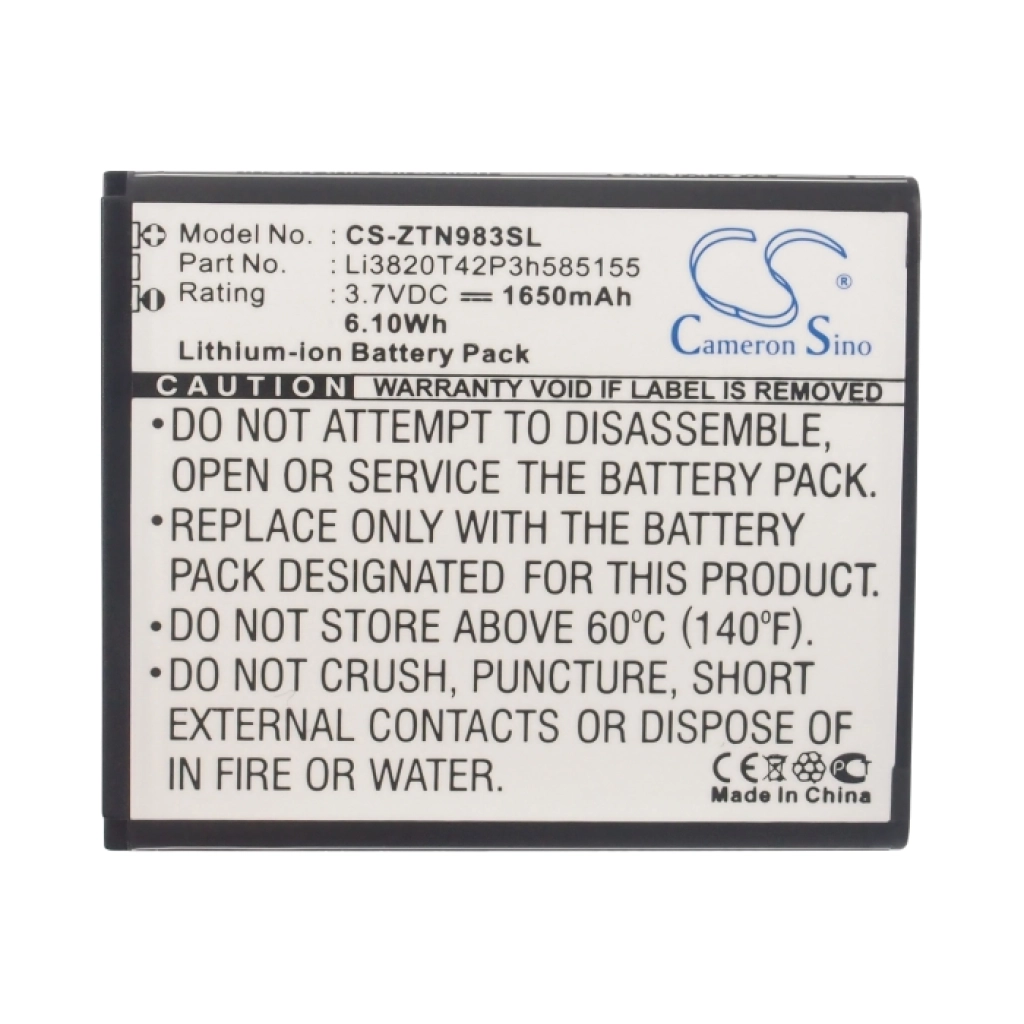 Model No. : CS-ZTN983SL
Part No. : Li3820T42P3h585155
Rating : 3.7VDC ⎓ 1650mAh
6.10Wh
Lithium-ion Battery Pack
CS ®
Cameron Sino
CAUTION WARRANTY VOID IF LABEL IS REMOVED
•DO NOT ATTEMPT TO DISASSEMBLE,
OPEN OR SERVICE THE BATTERY PACK.
•REPLACE ONLY WITH THE BATTERY
PACK DESIGNATED FOR THIS PRODUCT.
•DO NOT STORE ABOVE 60°C (140°F).
•DO NOT CRUSH, PUNCTURE, SHORT
EXTERNAL CONTACTS OR DISPOSE OF
IN FIRE OR WATER.
CE PCT
Made In China